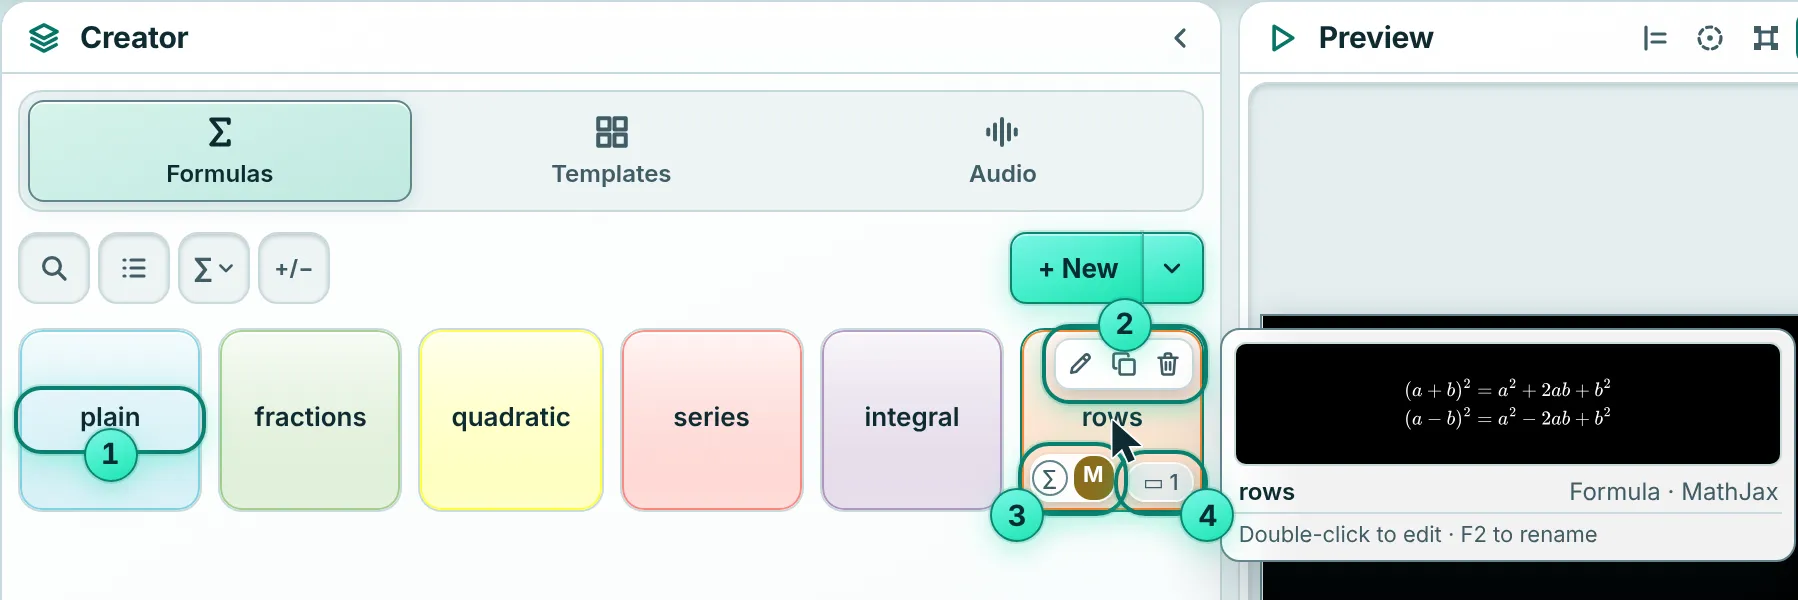 Creator
Preview
Σ
Formulas
Templates
Audio
Σ
+/−
+ New
2
plain
1
fractions
quadratic
series
integral
rows
Σ M
▭ 1
3
4
(a + b)² = a² + 2ab + b²
(a − b)² = a² − 2ab + b²
rows Formula · MathJax
Double-click to edit · F2 to rename